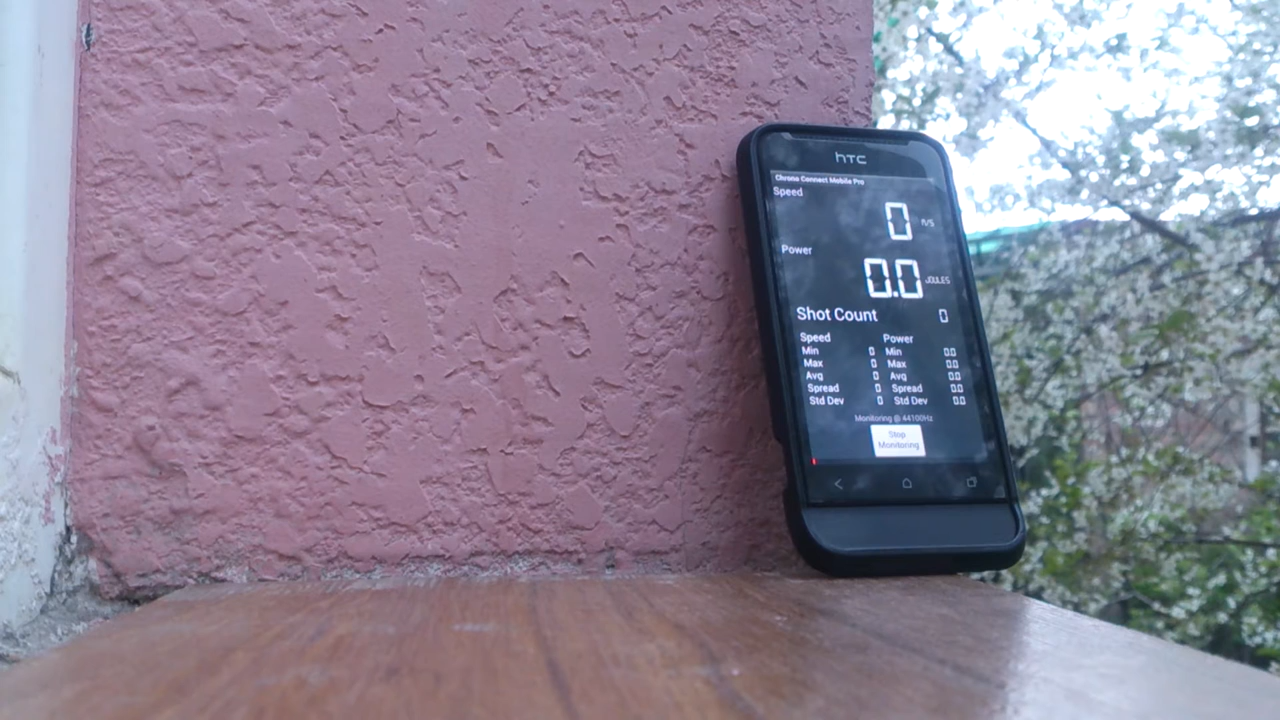 hTC
Chrono Connect Mobile Pro
Speed
0 M/S
Power
0.0 JOULES
Shot Count 0
Speed Power
Min 0 Min 0.0
Max 0 Max 0.0
Avg 0 Avg 0.0
Spread 0 Spread 0.0
Std Dev 0 Std Dev 0.0
Monitoring @ 44100Hz
Stop
Monitoring